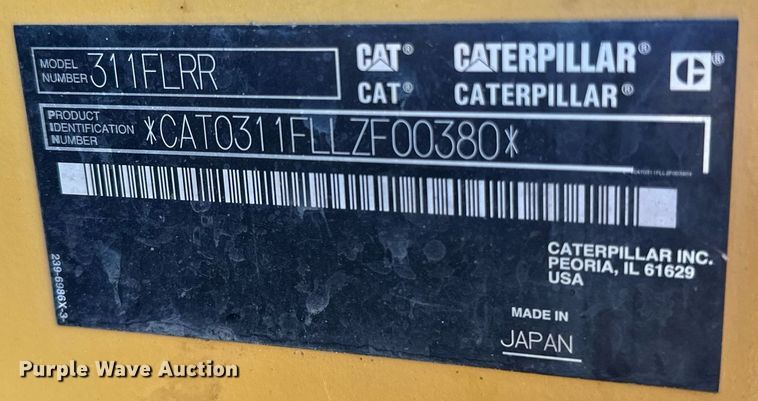 MODEL
NUMBER 311FLRR
CAT® CATERPILLAR® C®
CAT® CATERPILLAR®
PRODUCT
IDENTIFICATION
NUMBER *CAT0311FLLZF00380*
*CAT0311FLLZF00380*
CATERPILLAR INC.
PEORIA, IL 61629
USA
239-6986X-3
MADE IN
JAPAN
Purple Wave Auction